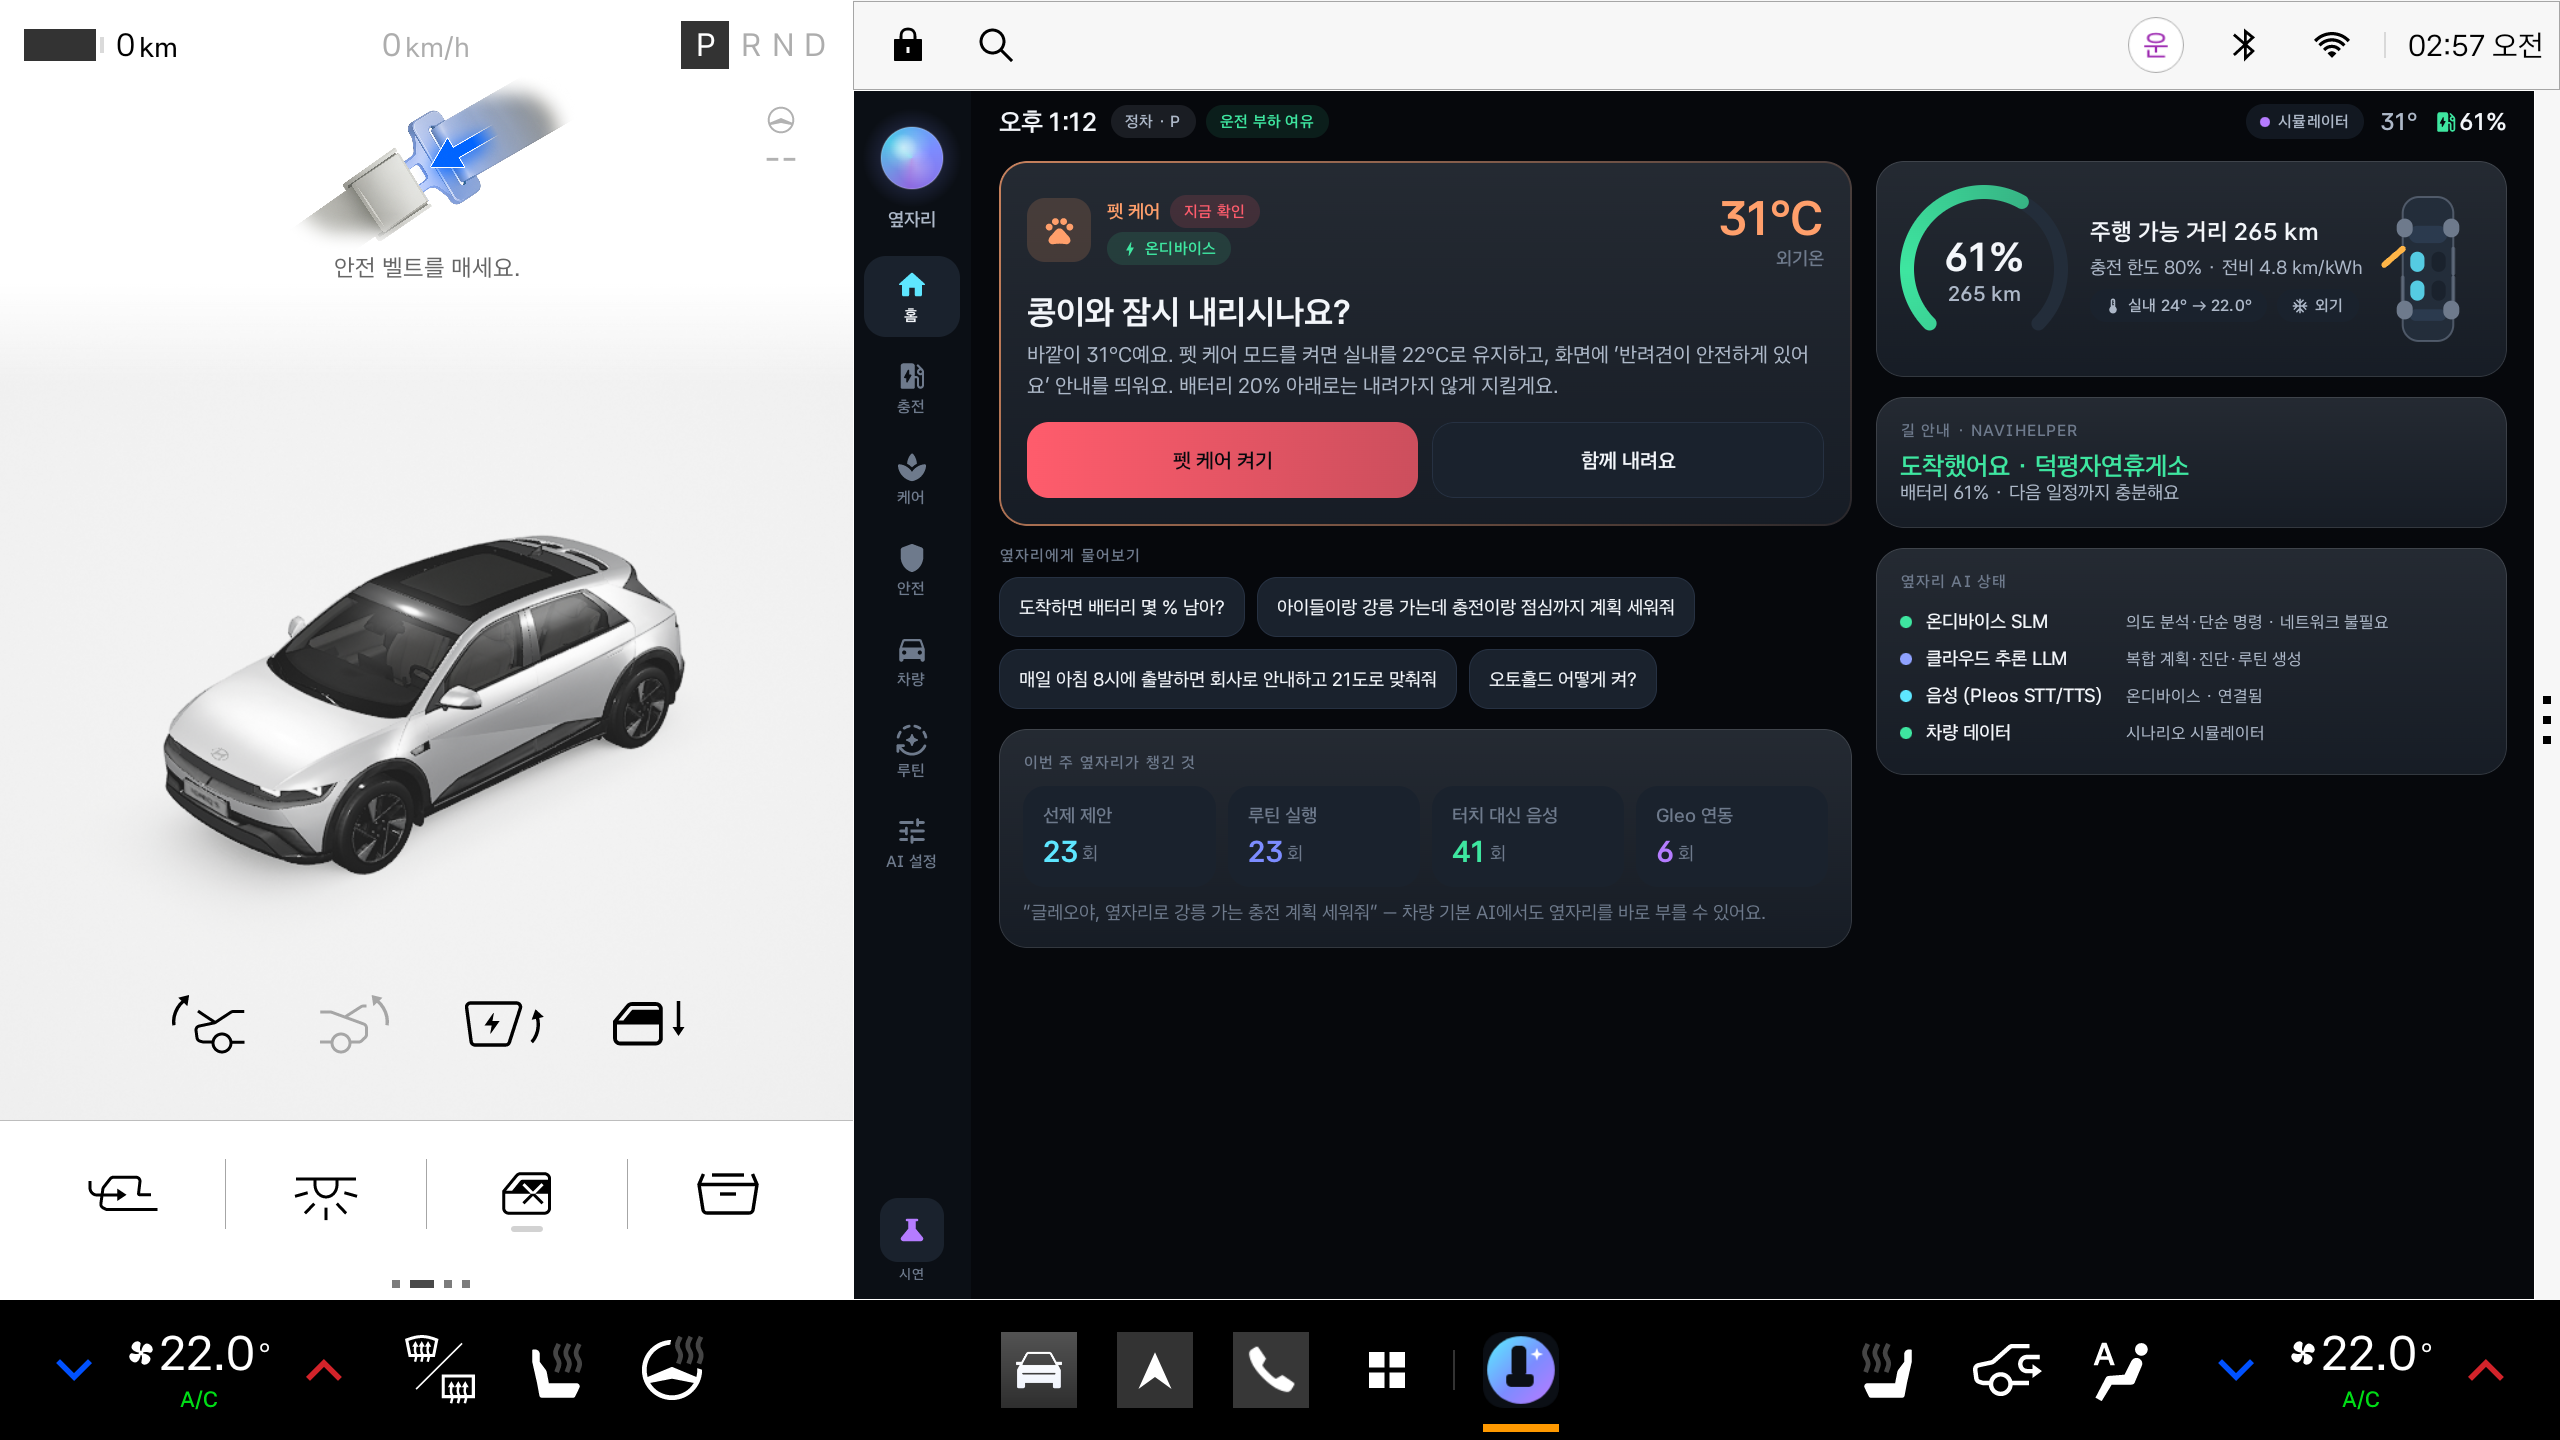 0 km
0 km/h
P R N D
안전 벨트를 매세요.
운
02:57 오전
옆자리
홈
충전
케어
안전
차량
루틴
AI 설정
시연
오후 1:12
정차 · P
운전 부하 여유
시뮬레이터
31°
61%
펫 케어
지금 확인
온디바이스
31°C
외기온
콩이와 잠시 내리시나요?
바깥이 31°C예요. 펫 케어 모드를 켜면 실내를 22°C로 유지하고, 화면에 ‘반려견이 안전하게 있어
요’ 안내를 띄워요. 배터리 20% 아래로는 내려가지 않게 지킬게요.
펫 케어 켜기
함께 내려요
옆자리에게 물어보기
도착하면 배터리 몇 % 남아?
아이들이랑 강릉 가는데 충전이랑 점심까지 계획 세워줘
매일 아침 8시에 출발하면 회사로 안내하고 21도로 맞춰줘
오토홀드 어떻게 켜?
이번 주 옆자리가 챙긴 것
선제 제안
23 회
루틴 실행
23 회
터치 대신 음성
41 회
Gleo 연동
6 회
“글레오야, 옆자리로 강릉 가는 충전 계획 세워줘” — 차량 기본 AI에서도 옆자리를 바로 부를 수 있어요.
61%
265 km
주행 가능 거리 265 km
충전 한도 80% · 전비 4.8 km/kWh
실내 24° → 22.0°
외기
길 안내 · NAVIHELPER
도착했어요 · 덕평자연휴게소
배터리 61% · 다음 일정까지 충분해요
옆자리 AI 상태
온디바이스 SLM
의도 분석·단순 명령 · 네트워크 불필요
클라우드 추론 LLM
복합 계획·진단·루틴 생성
음성 (Pleos STT/TTS)
온디바이스 · 연결됨
차량 데이터
시나리오 시뮬레이터
22.0°
A/C
A
22.0°
A/C